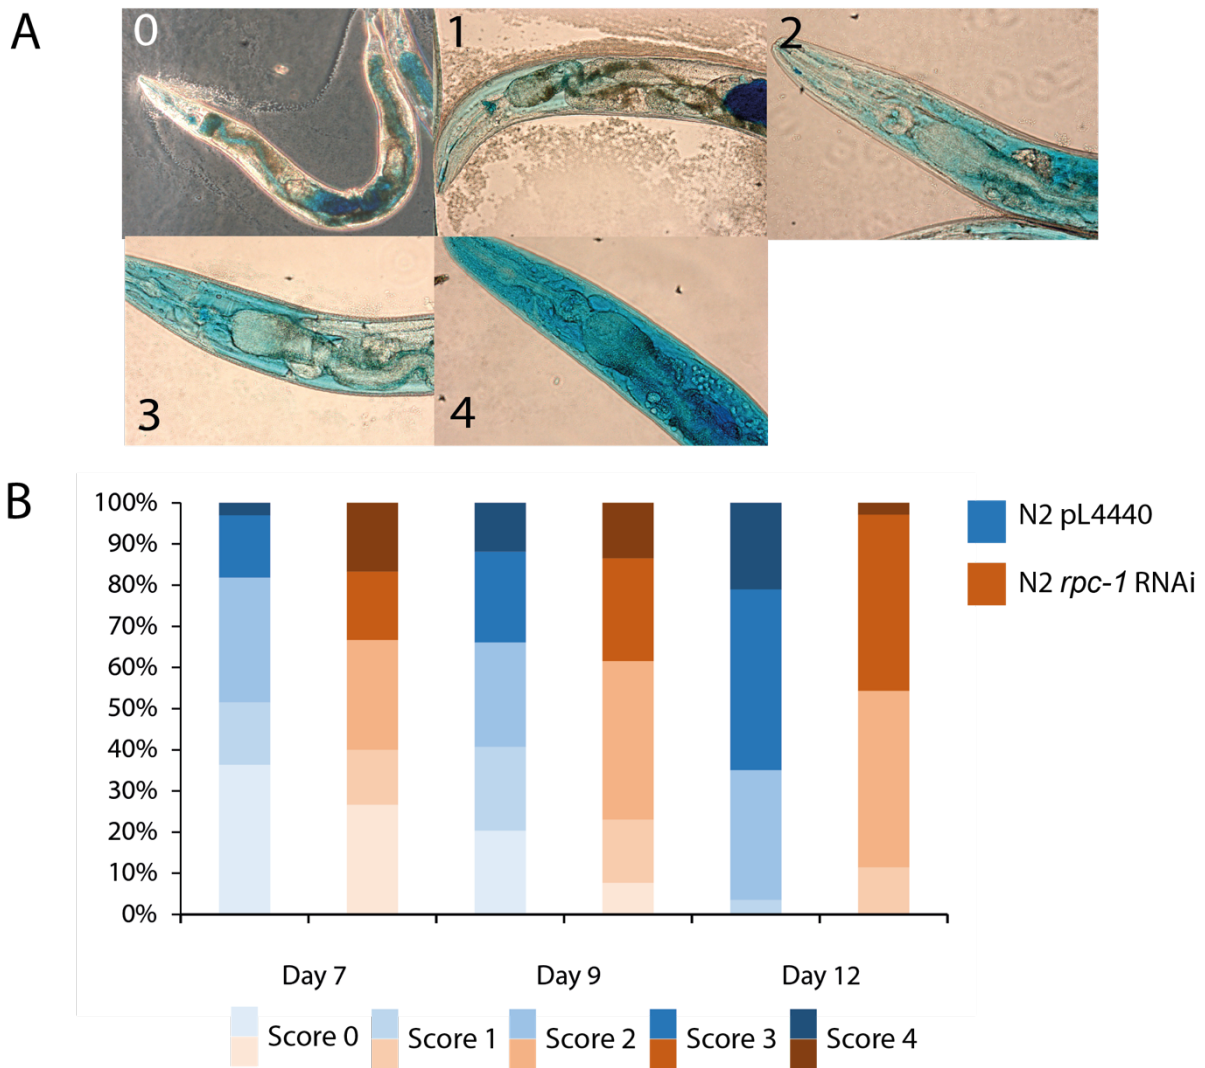 A
0
1
2
3
4
B
100%
90%
80%
70%
60%
50%
40%
30%
20%
10%
0%
N2 pL4440
N2 rpc-1 RNAi
Day 7
Day 9
Day 12
Score 0
Score 1
Score 2
Score 3
Score 4